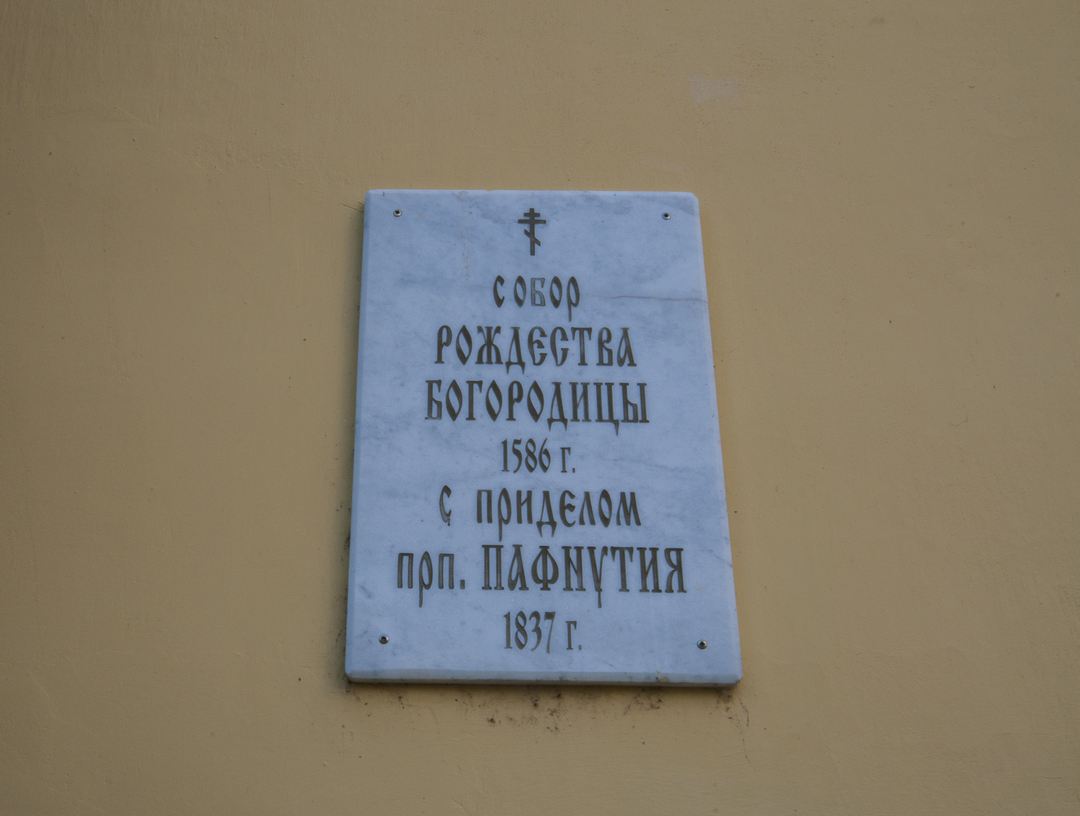 собор
РОЖДЕСТВА
БОГОРОДИЦЫ
1586 г.
с приделом
прп. ПАФНУТИЯ
1837 г.